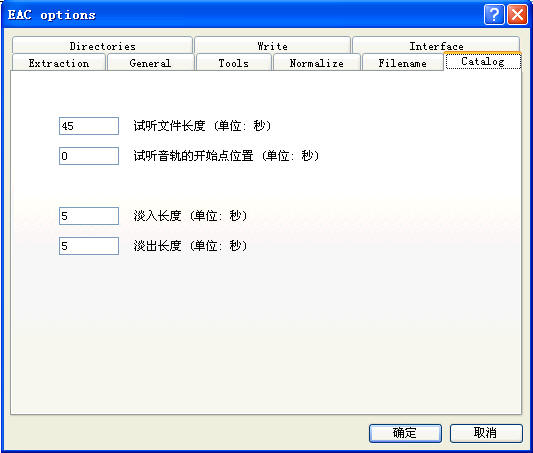 EAC options
Directories Write Interface
Extraction General Tools Normalize Filename Catalog
45 试听文件长度 (单位: 秒)
0 试听音轨的开始点位置 (单位: 秒)
5 淡入长度 (单位: 秒)
5 淡出长度 (单位: 秒)
确定 取消